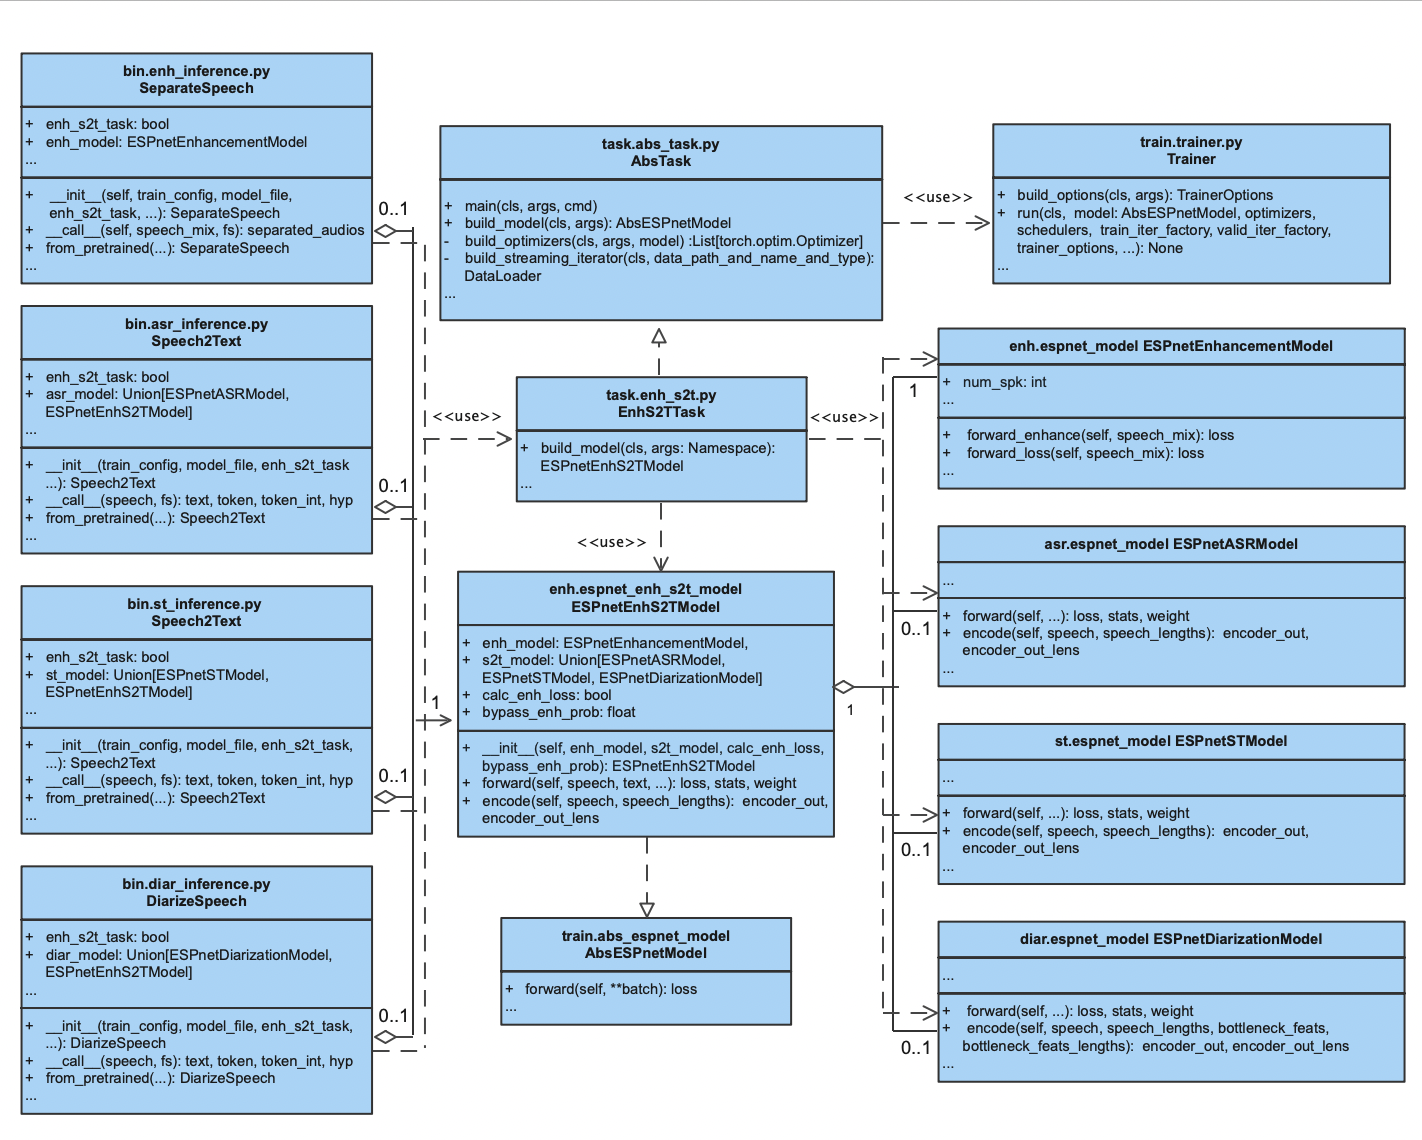 bin.enh_inference.py
SeparateSpeech
+ enh_s2t_task: bool
+ enh_model: ESPnetEnhancementModel
...
+ __init__(self, train_config, model_file,
enh_s2t_task, ...): SeparateSpeech
+ __call__(self, speech_mix, fs): separated_audios
+ from_pretrained(...): SeparateSpeech
...
0..1
bin.asr_inference.py
Speech2Text
+ enh_s2t_task: bool
+ asr_model: Union[ESPnetASRModel,
ESPnetEnhS2TModel]
...
+ __init__(train_config, model_file, enh_s2t_task
...): Speech2Text
+ __call__(speech, fs): text, token, token_int, hyp
+ from_pretrained(...): Speech2Text
...
0..1
bin.st_inference.py
Speech2Text
+ enh_s2t_task: bool
+ st_model: Union[ESPnetSTModel,
ESPnetEnhS2TModel]
...
+ __init__(train_config, model_file, enh_s2t_task,
...): Speech2Text
+ __call__(speech, fs): text, token, token_int, hyp
+ from_pretrained(...): Speech2Text
...
0..1
bin.diar_inference.py
DiarizeSpeech
+ enh_s2t_task: bool
+ diar_model: Union[ESPnetDiarizationModel,
ESPnetEnhS2TModel]
...
+ __init__(train_config, model_file, enh_s2t_task,
...): DiarizeSpeech
+ __call__(speech, fs): text, token, token_int, hyp
+ from_pretrained(...): DiarizeSpeech
...
0..1
task.abs_task.py
AbsTask
+ main(cls, args, cmd)
+ build_model(cls, args): AbsESPnetModel
- build_optimizers(cls, args, model) :List[torch.optim.Optimizer]
- build_streaming_iterator(cls, data_path_and_name_and_type):
DataLoader
...
<<use>>
train.trainer.py
Trainer
+ build_options(cls, args): TrainerOptions
+ run(cls, model: AbsESPnetModel, optimizers,
schedulers, train_iter_factory, valid_iter_factory,
trainer_options, ...): None
...
<<use>>
task.enh_s2t.py
EnhS2TTask
+ build_model(cls, args: Namespace):
ESPnetEnhS2TModel
...
<<use>>
<<use>>
1
enh.espnet_enh_s2t_model
ESPnetEnhS2TModel
+ enh_model: ESPnetEnhancementModel,
+ s2t_model: Union[ESPnetASRModel,
ESPnetSTModel, ESPnetDiarizationModel]
+ calc_enh_loss: bool
+ bypass_enh_prob: float
+ __init__(self, enh_model, s2t_model, calc_enh_loss,
bypass_enh_prob): ESPnetEnhS2TModel
+ forward(self, speech, text, ...): loss, stats, weight
+ encode(self, speech, speech_lengths): encoder_out,
encoder_out_lens
1
train.abs_espnet_model
AbsESPnetModel
+ forward(self, **batch): loss
...
enh.espnet_model ESPnetEnhancementModel
1
+ num_spk: int
...
+ forward_enhance(self, speech_mix): loss
+ forward_loss(self, speech_mix): loss
...
asr.espnet_model ESPnetASRModel
...
+ forward(self, ...): loss, stats, weight
0..1
+ encode(self, speech, speech_lengths): encoder_out,
encoder_out_lens
...
st.espnet_model ESPnetSTModel
...
+ forward(self, ...): loss, stats, weight
+ encode(self, speech, speech_lengths): encoder_out,
0..1
encoder_out_lens
...
diar.espnet_model ESPnetDiarizationModel
...
+ forward(self, ...): loss, stats, weight
+ encode(self, speech, speech_lengths, bottleneck_feats,
0..1
bottleneck_feats_lengths): encoder_out, encoder_out_lens
...